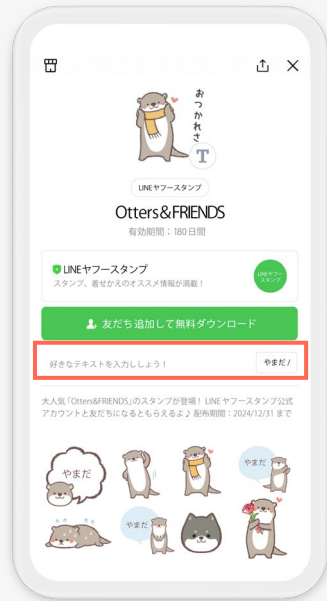 おつかれさ
T
LINEヤフースタンプ
Otters&FRIENDS
有効期間：180日間
LINEヤフースタンプ
スタンプ、着せかえのオススメ情報が満載！
LINEヤフー
スタンプ
友だち追加して無料ダウンロード
好きなテキストを入力ししょう！
やまだ /
大人気「Otters&FRIENDS」のスタンプが登場！ LINEヤフースタンプ公式
アカウントと友だちになるともらえるよ♪ 配布期間：2024/12/31 まで
やまだ
やまだ
やまだ